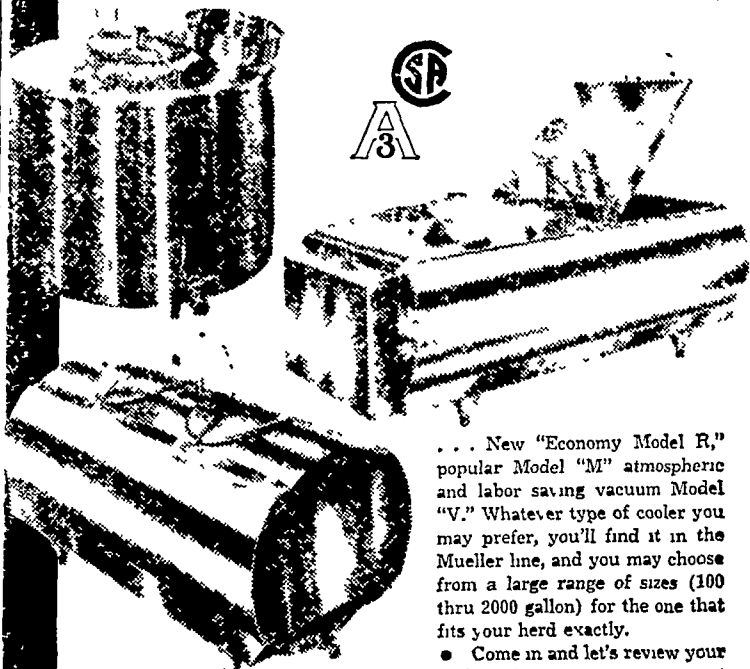 CSA
A
3
. . . New "Economy Model R,"
popular Model "M" atmospheric
and labor saving vacuum Model
"V." Whatever type of cooler you
may prefer, you'll find it in the
Mueller line, and you may choose
from a large range of sizes (100
thru 2000 gallon) for the one that
fits your herd exactly.
● Come in and let's review your